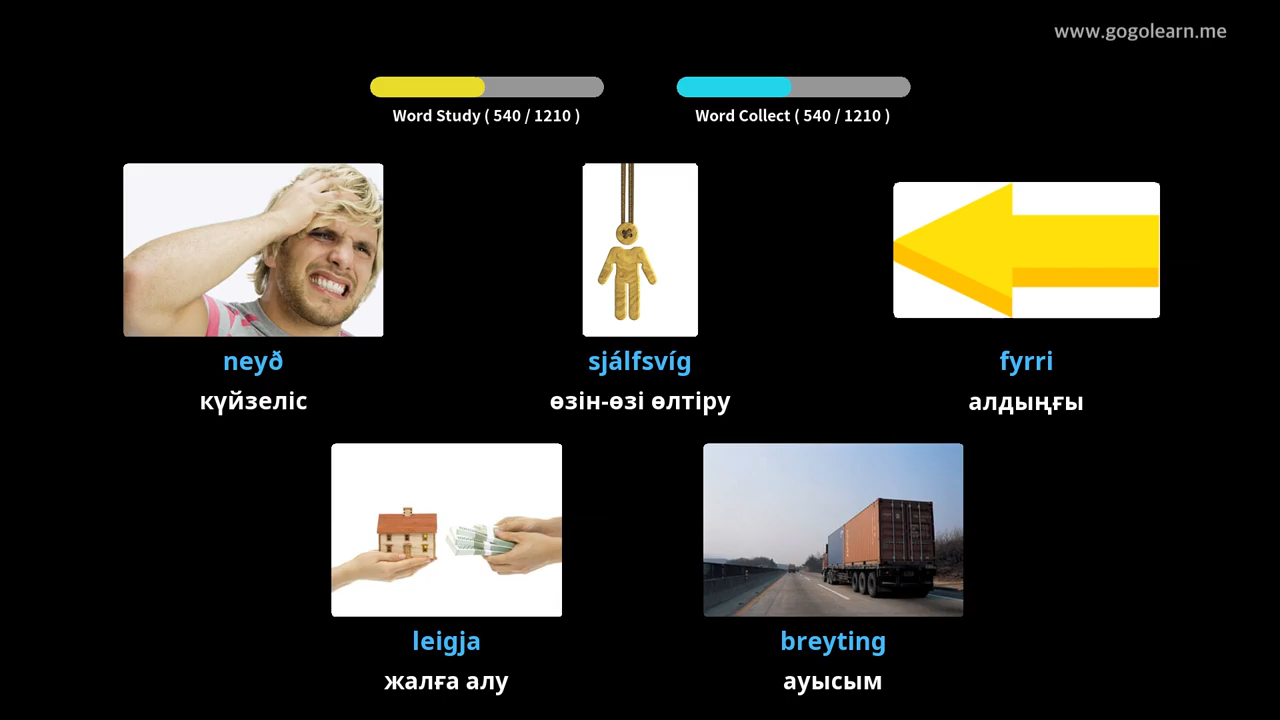 www.gogolearn.me
Word Study ( 540 / 1210 )
Word Collect ( 540 / 1210 )
neyð
күйзеліс
sjálfsvíg
өзін-өзі өлтіру
fyrri
алдыңғы
leigja
жалға алу
breyting
ауысым